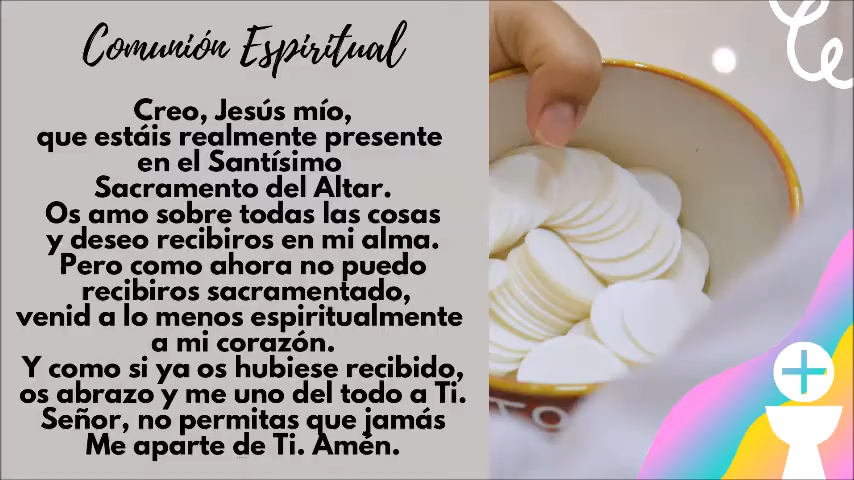 Comunión Espiritual
Creo, Jesús mío,
que estáis realmente presente
en el Santísimo
Sacramento del Altar.
Os amo sobre todas las cosas
y deseo recibiros en mi alma.
Pero como ahora no puedo
recibiros sacramentado,
venid a lo menos espiritualmente
a mi corazón.
Y como si ya os hubiese recibido,
os abrazo y me uno del todo a Ti.
Señor, no permitas que jamás
Me aparte de Ti. Amén.